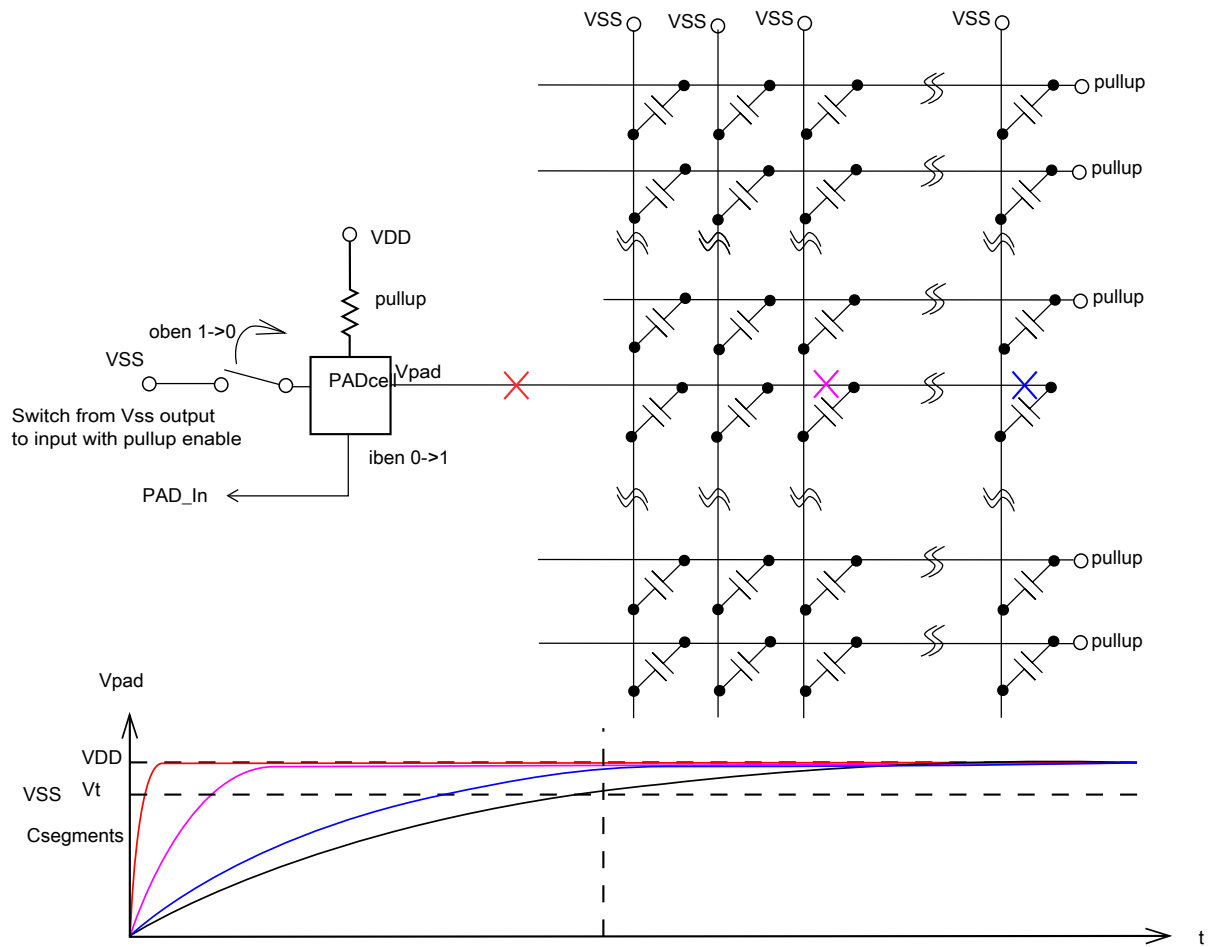 VSS
VSS
VSS
VSS
pullup
pullup
VDD
pullup
pullup
oben 1->0
VSS
PADcell
Vpad
Switch from Vss output
to input with pullup enable
iben 0->1
PAD_In
pullup
pullup
Vpad
VDD
VSS Vt
Csegments
t